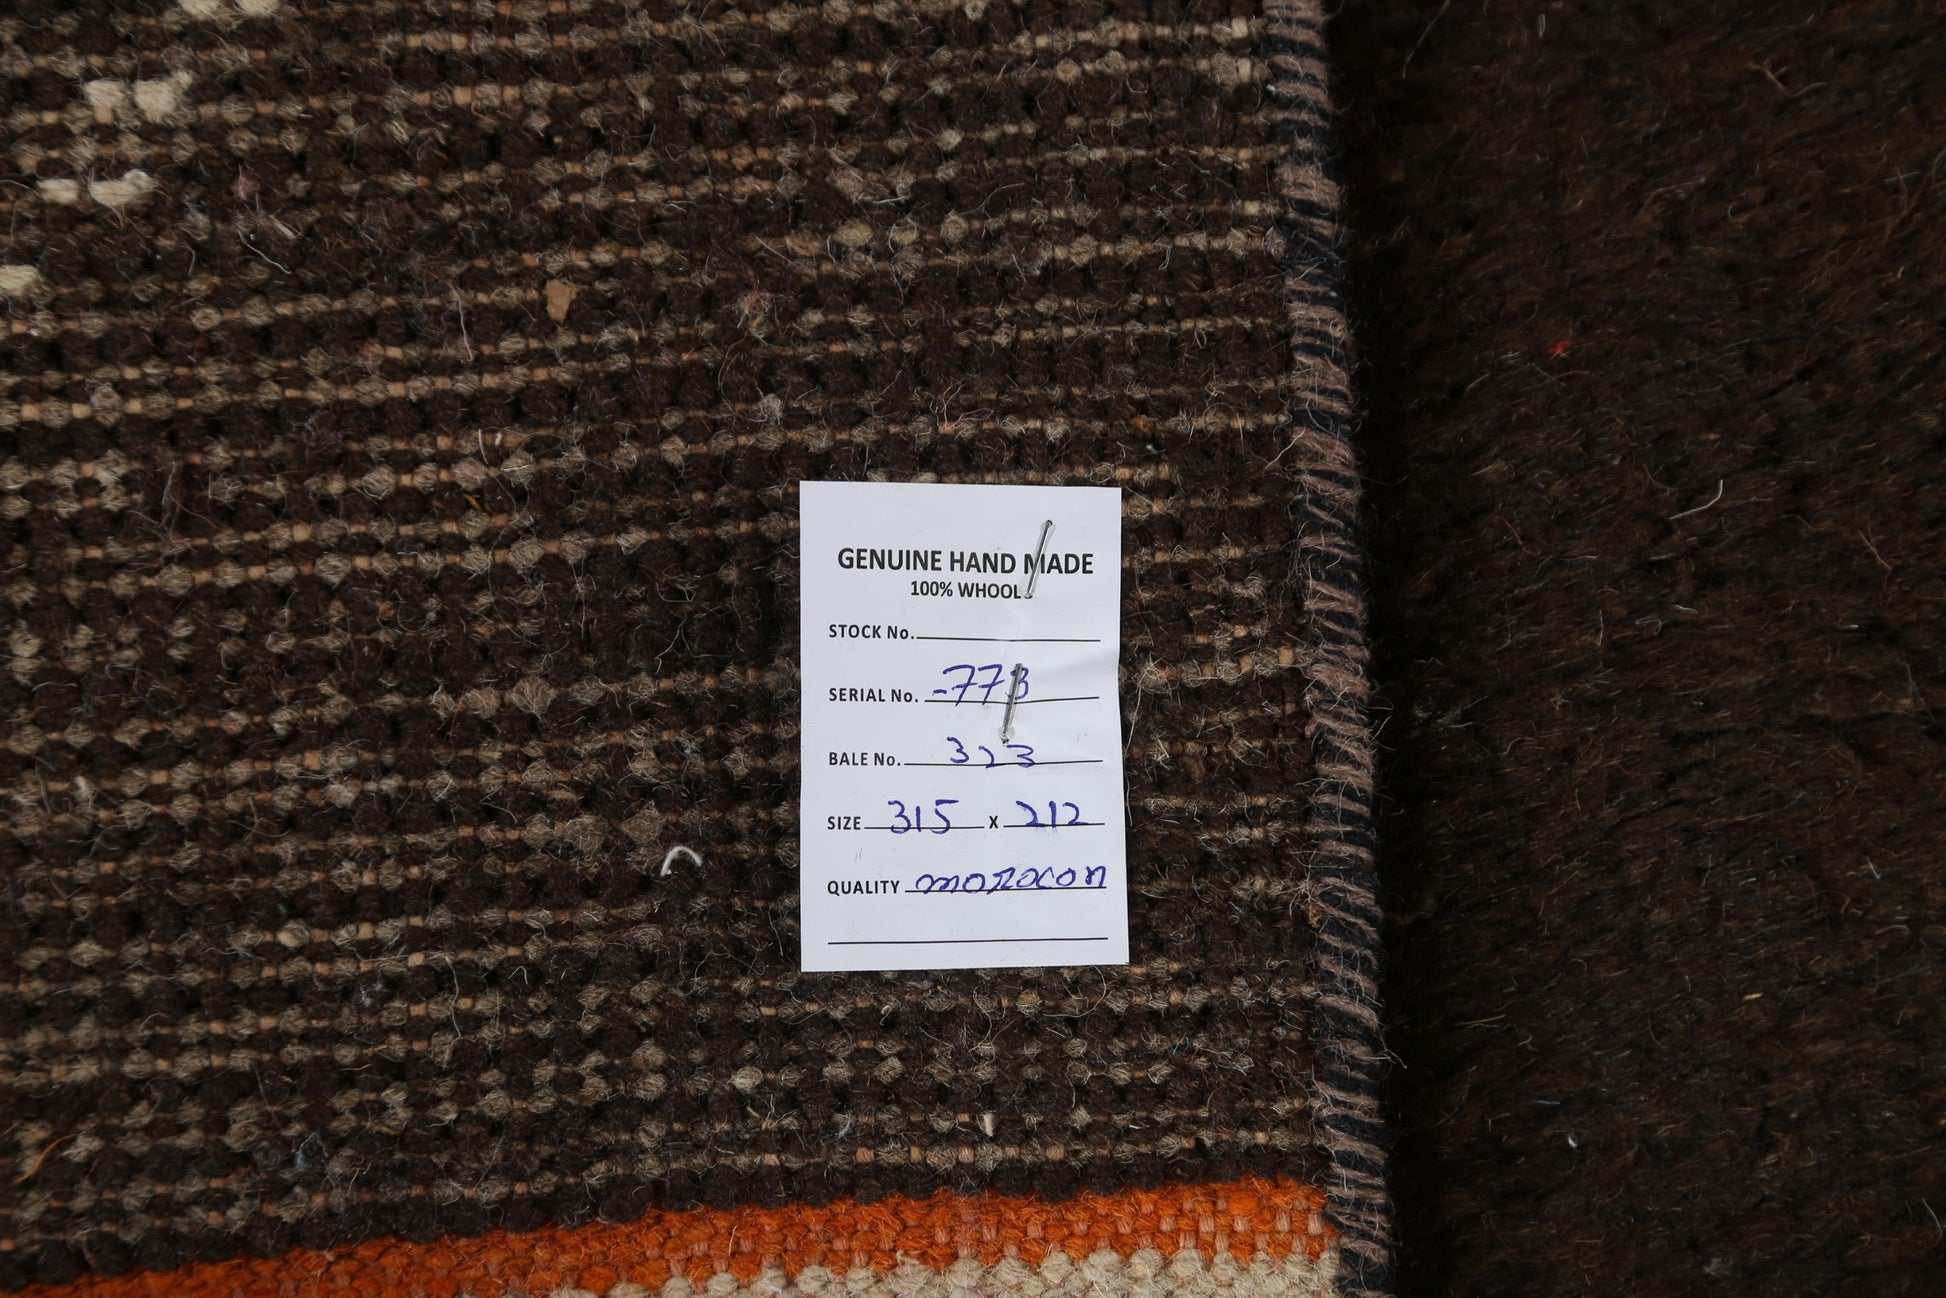 GENUINE HAND MADE
100% WHOOL
STOCK No.
SERIAL No. -773
BALE No. 323
SIZE 315 X 212
QUALITY morocon